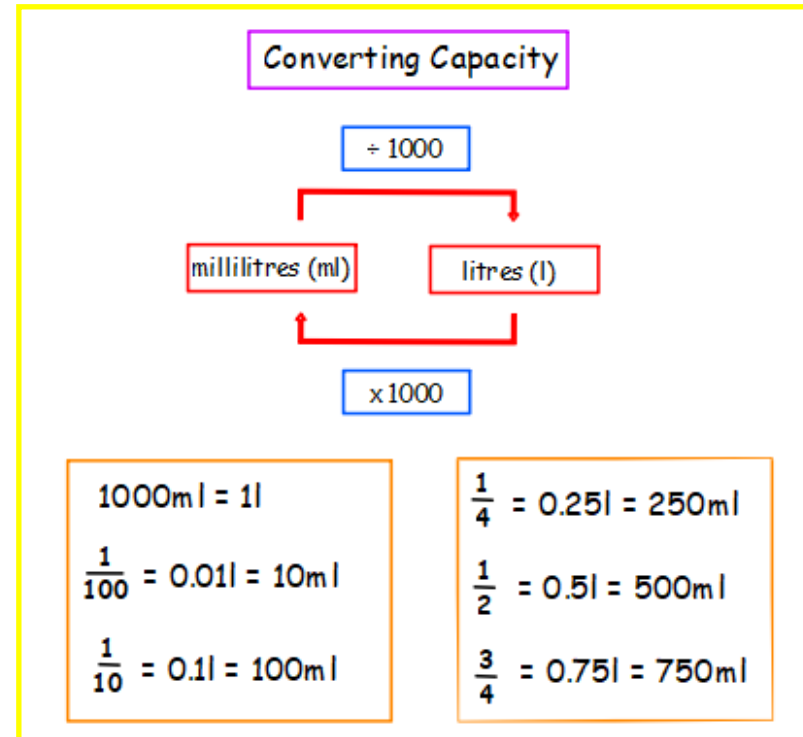 Converting Capacity
÷ 1000
millilitres (ml)
litres (l)
x 1000
1000ml = 1l
1/100 = 0.01l = 10ml
1/10 = 0.1l = 100ml
1/4 = 0.25l = 250ml
1/2 = 0.5l = 500ml
3/4 = 0.75l = 750ml